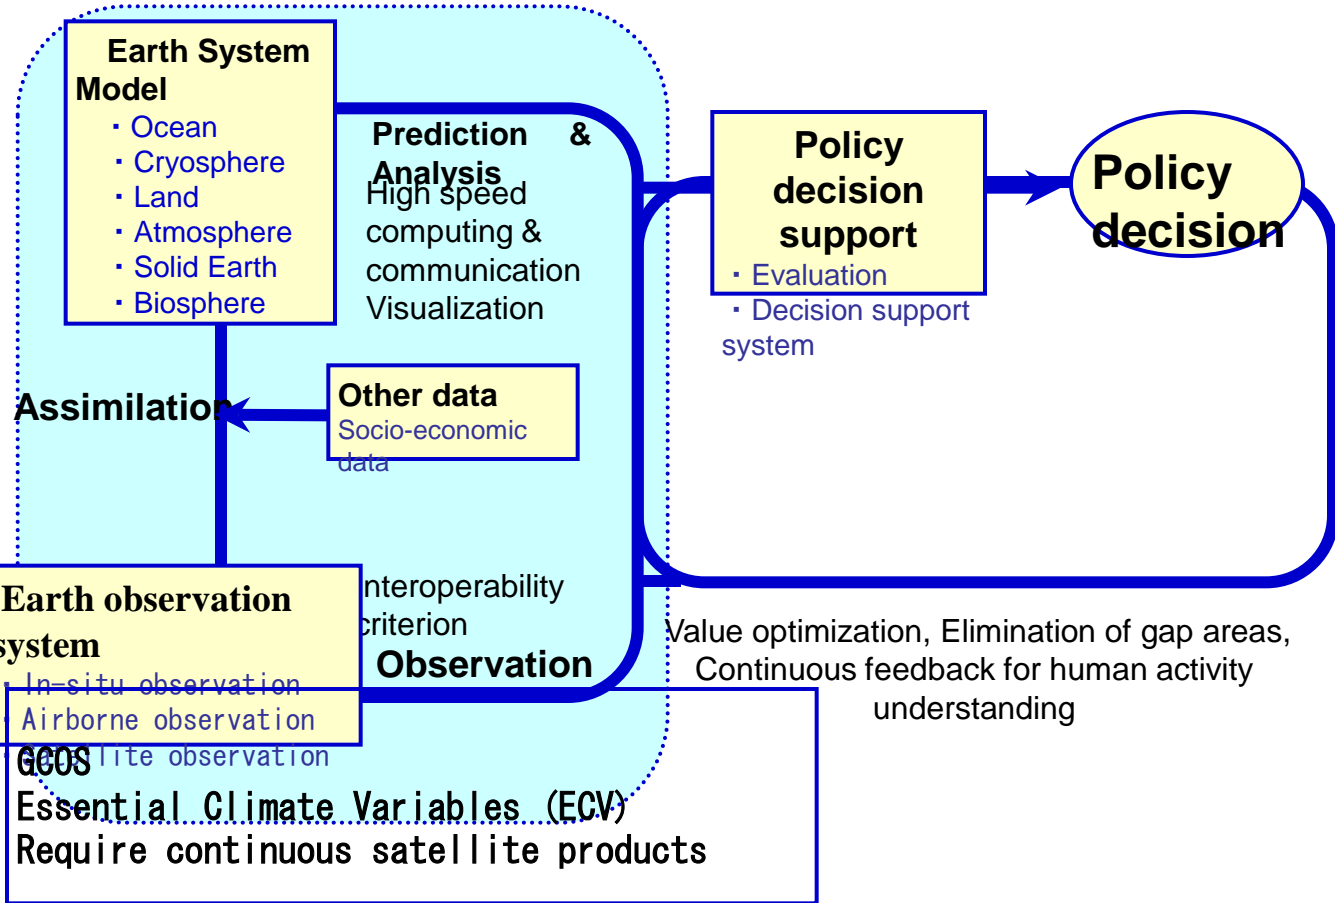 Earth System
Model
・Ocean
・Cryosphere
・Land
・Atmosphere
・Solid Earth
・Biosphere
Prediction &
Analysis
High speed
computing &
communication
Visualization
Policy
decision
support
・Evaluation
・Decision support
system
Policy
decision
Assimilation
Other data
Socio-economic
data
Earth observation
system
・In-situ observation
・Airborne observation
・Satellite observation
nteroperability
criterion
Observation
Value optimization, Elimination of gap areas,
Continuous feedback for human activity
understanding
GCOS
Essential Climate Variables (ECV)
Require continuous satellite products